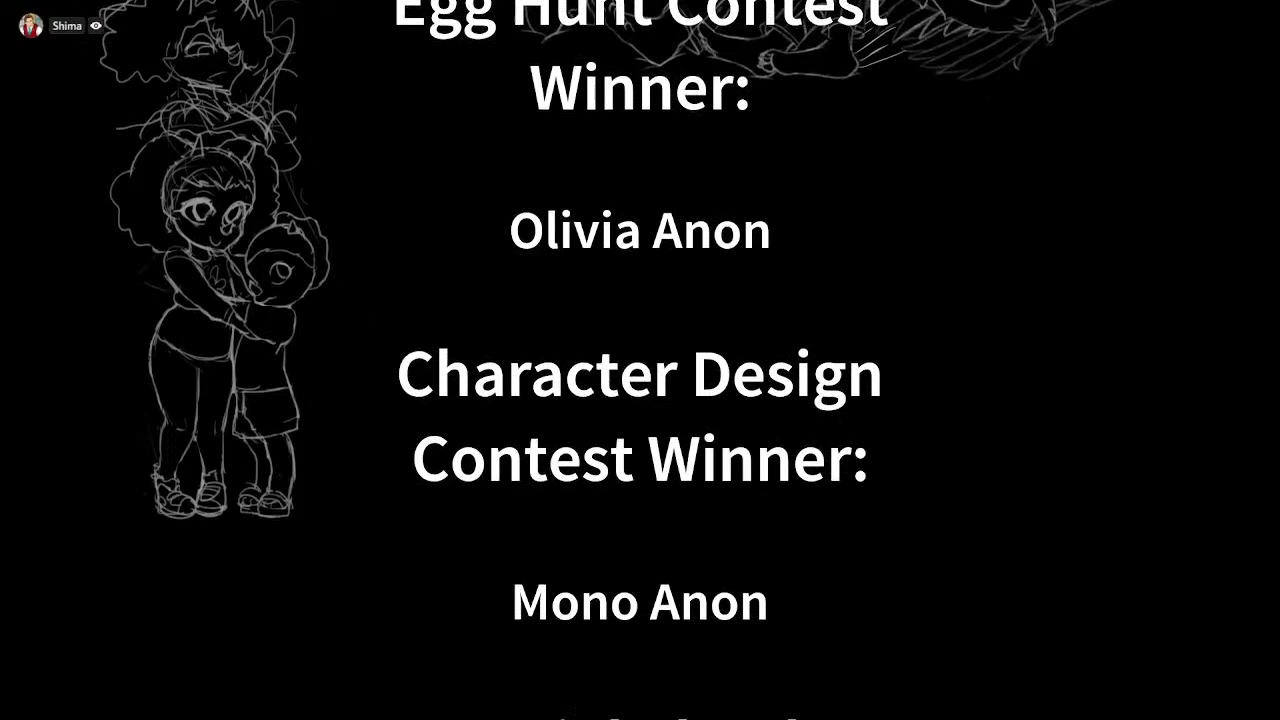 Shima
Egg Hunt Contest
Winner:
Olivia Anon
Character Design
Contest Winner:
Mono Anon